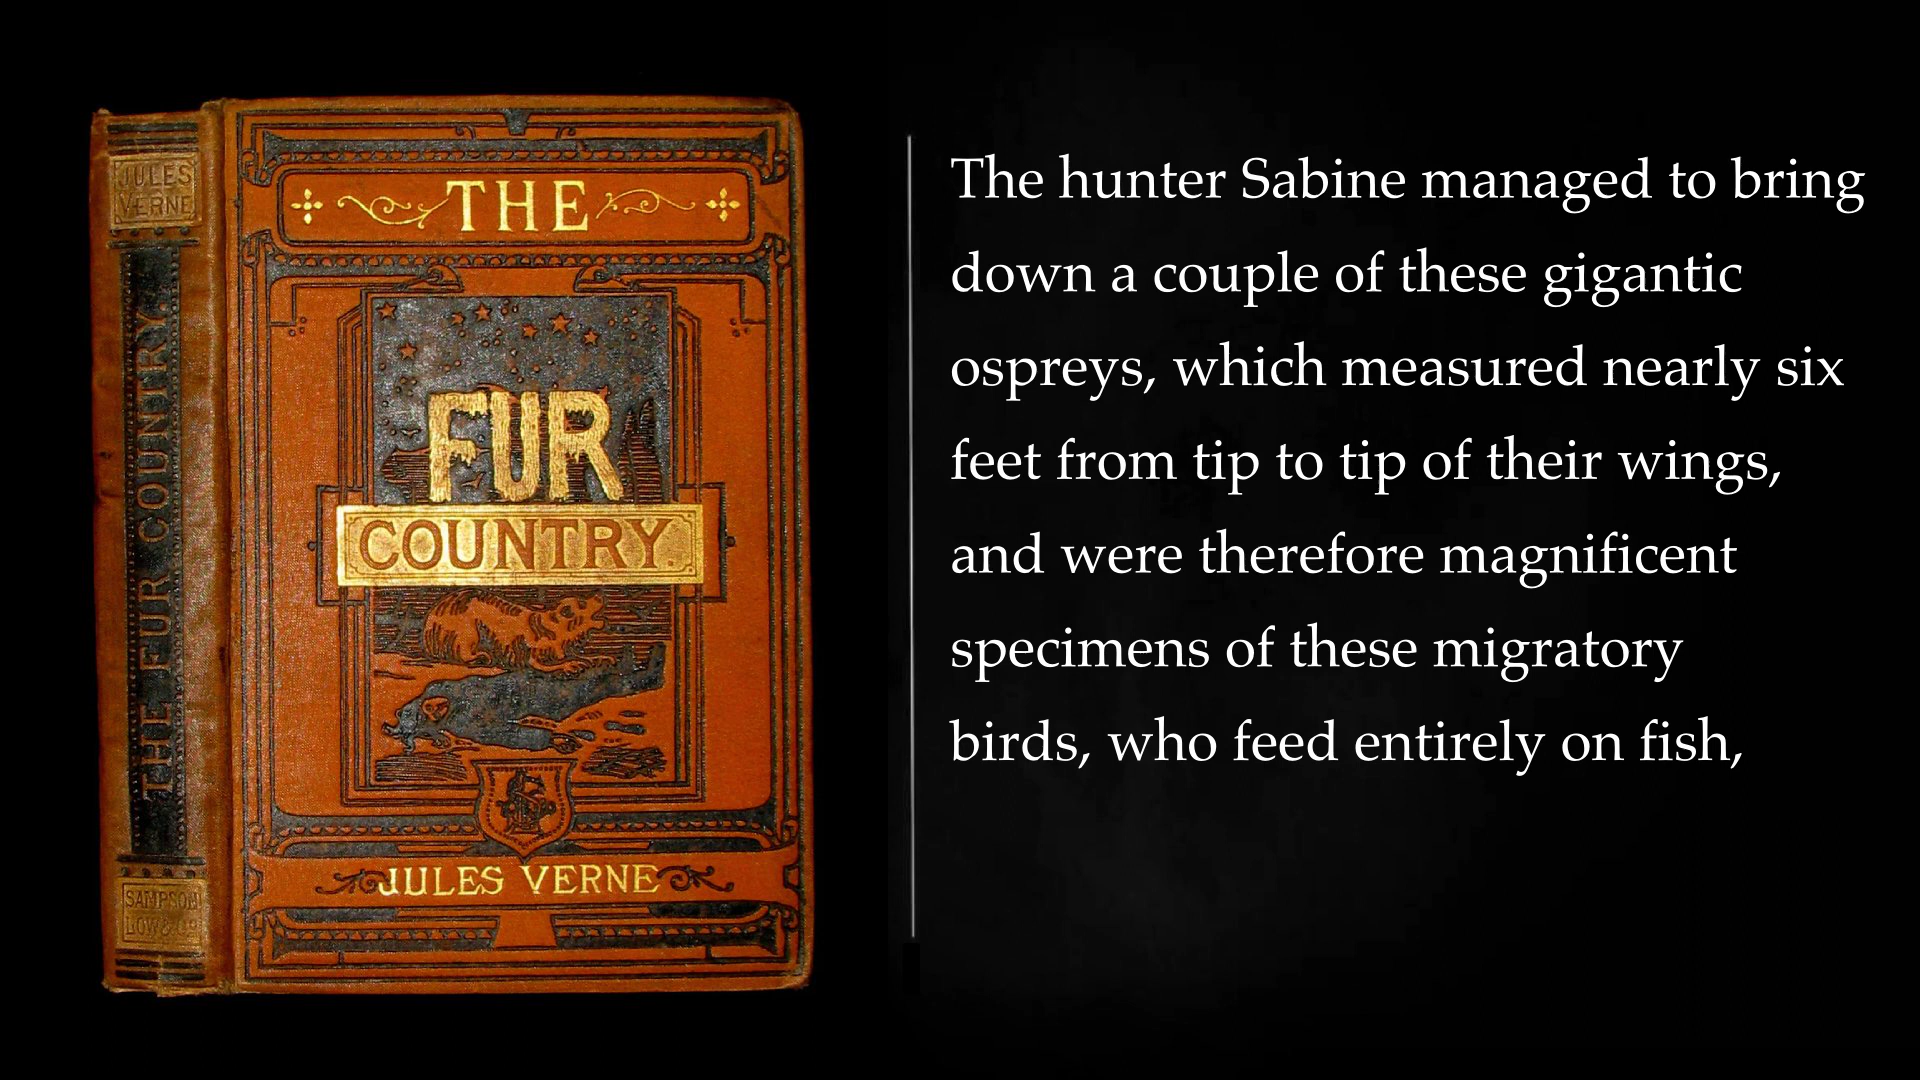 JULES
VERNE
THE FUR COUNTRY.
SAMPSON
LOW & Co
THE
FUR
COUNTRY.
JULES VERNE
The hunter Sabine managed to bring
down a couple of these gigantic
ospreys, which measured nearly six
feet from tip to tip of their wings,
and were therefore magnificent
specimens of these migratory
birds, who feed entirely on fish,